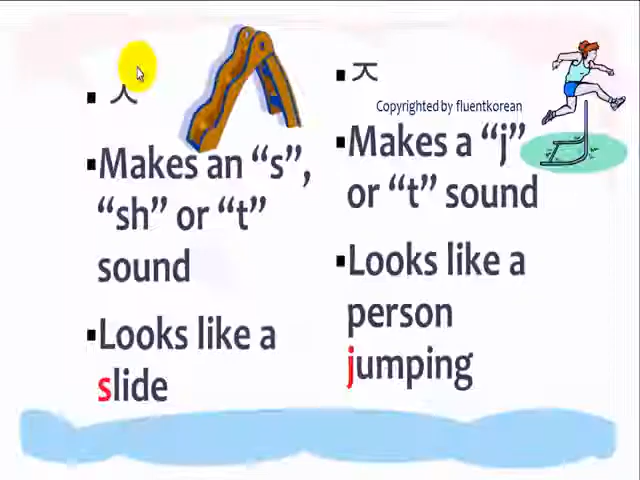 ▪ ㅅ
▪Makes an “s”,
“sh” or “t”
sound
▪Looks like a
slide
▪ㅈ
Copyrighted by fluentkorean
▪Makes a “j”
or “t” sound
▪Looks like a
person
jumping